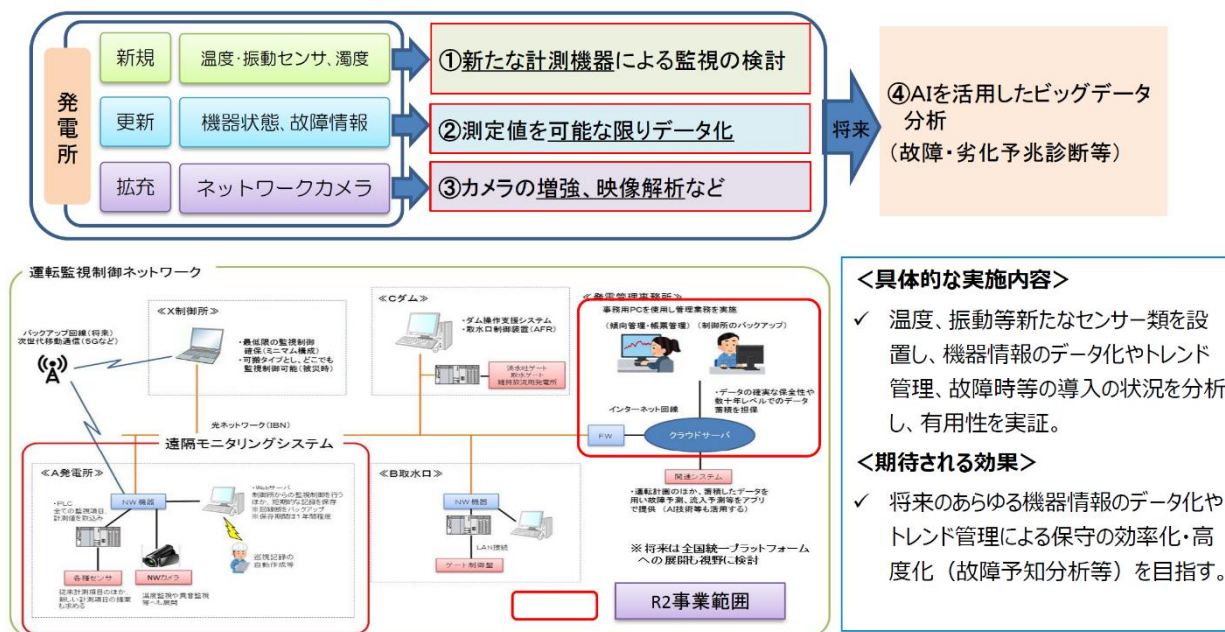 発電所
新規
温度・振動センサ、濁度
①新たな計測機器による監視の検討
更新
機器状態、故障情報
②測定値を可能な限りデータ化
拡充
ネットワークカメラ
③カメラの増強、映像解析など
将来
④AIを活用したビッグデータ
分析
(故障・劣化予兆診断等)
運転監視制御ネットワーク
バックアップ回線(将来)
次世代移動通信(5Gなど)
≪X制御所≫
・最低限の監視制御
確保(ミニマム構成)
・可搬タイプとし、どこでも
監視制御可能(被災時)
≪Cダム≫
・ダム操作支援システム
・取水口制御装置(AFR)
取水ゲート
維持放流用発電所
≪発電管理事務所≫
事務用PCを使用し管理業務を実施
(傾向管理・帳票管理)
(制御所のバックアップ)
・データの確実な保全性や
数十年レベルでのデータ
蓄積を担保
インターネット回線
FW
クラウドサーバ
関連システム
・運転計画のほか、蓄積したデータを
用い故障予測、流入予測等をアプリ
で提供 (AI技術等も活用する)
光ネットワーク(IBN)
遠隔モニタリングシステム
≪A発電所≫
・PLC
全ての監視項目、
計測値を取込み
NW機器
・Webサーバ
制御所からの監視制御を行う
ほか、短期的な記録を保存
※回線断をバックアップ
※保存期間は1年間程度
巡視記録の
自動作成等
各種センサ
従来計測項目のほか、
新しい計測項目の提案
も求める
NWカメラ
温度監視や異音監視
等へも展開
≪B取水口≫
NW機器
LAN接続
ゲート制御盤
※将来は全国統一プラットフォーム
への展開も視野に検討
R2事業範囲
<具体的な実施内容>
✓ 温度、振動等新たなセンサー類を設
置し、機器情報のデータ化やトレンド
管理、故障時等の導入の状況を分析
し、有用性を実証。
<期待される効果>
✓ 将来のあらゆる機器情報のデータ化や
トレンド管理による保守の効率化・高
度化(故障予知分析等)を目指す。